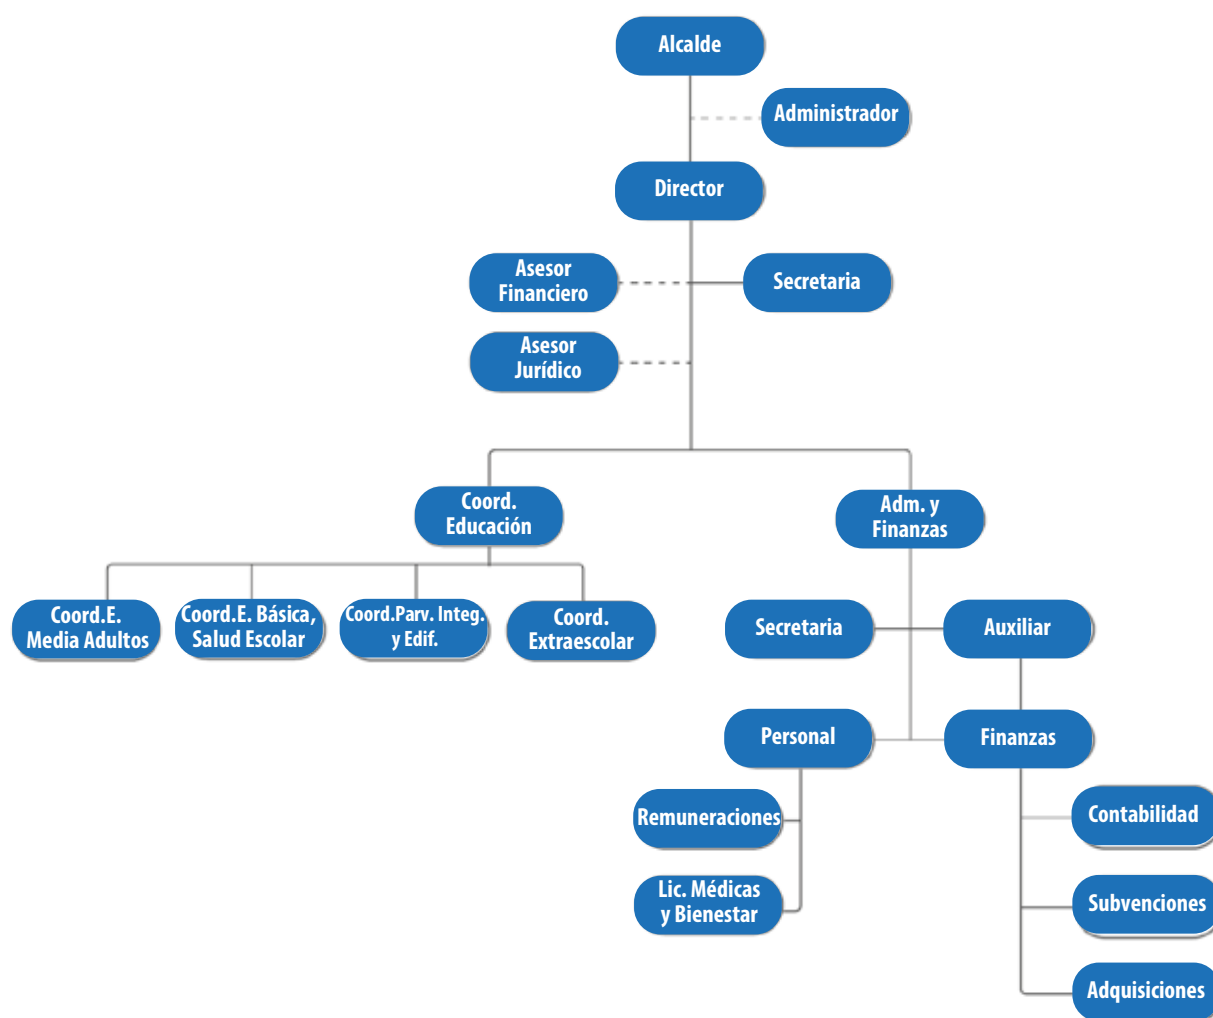 Alcalde
Administrador
Director
Asesor
Financiero
Secretaria
Asesor
Jurídico
Coord.
Educación
Adm. y
Finanzas
Coord.E.
Media Adultos
Coord.E. Básica,
Salud Escolar
Coord.Parv. Integ.
y Edif.
Coord.
Extraescolar
Secretaria
Auxiliar
Personal
Finanzas
Remuneraciones
Contabilidad
Lic. Médicas
y Bienestar
Subvenciones
Adquisiciones